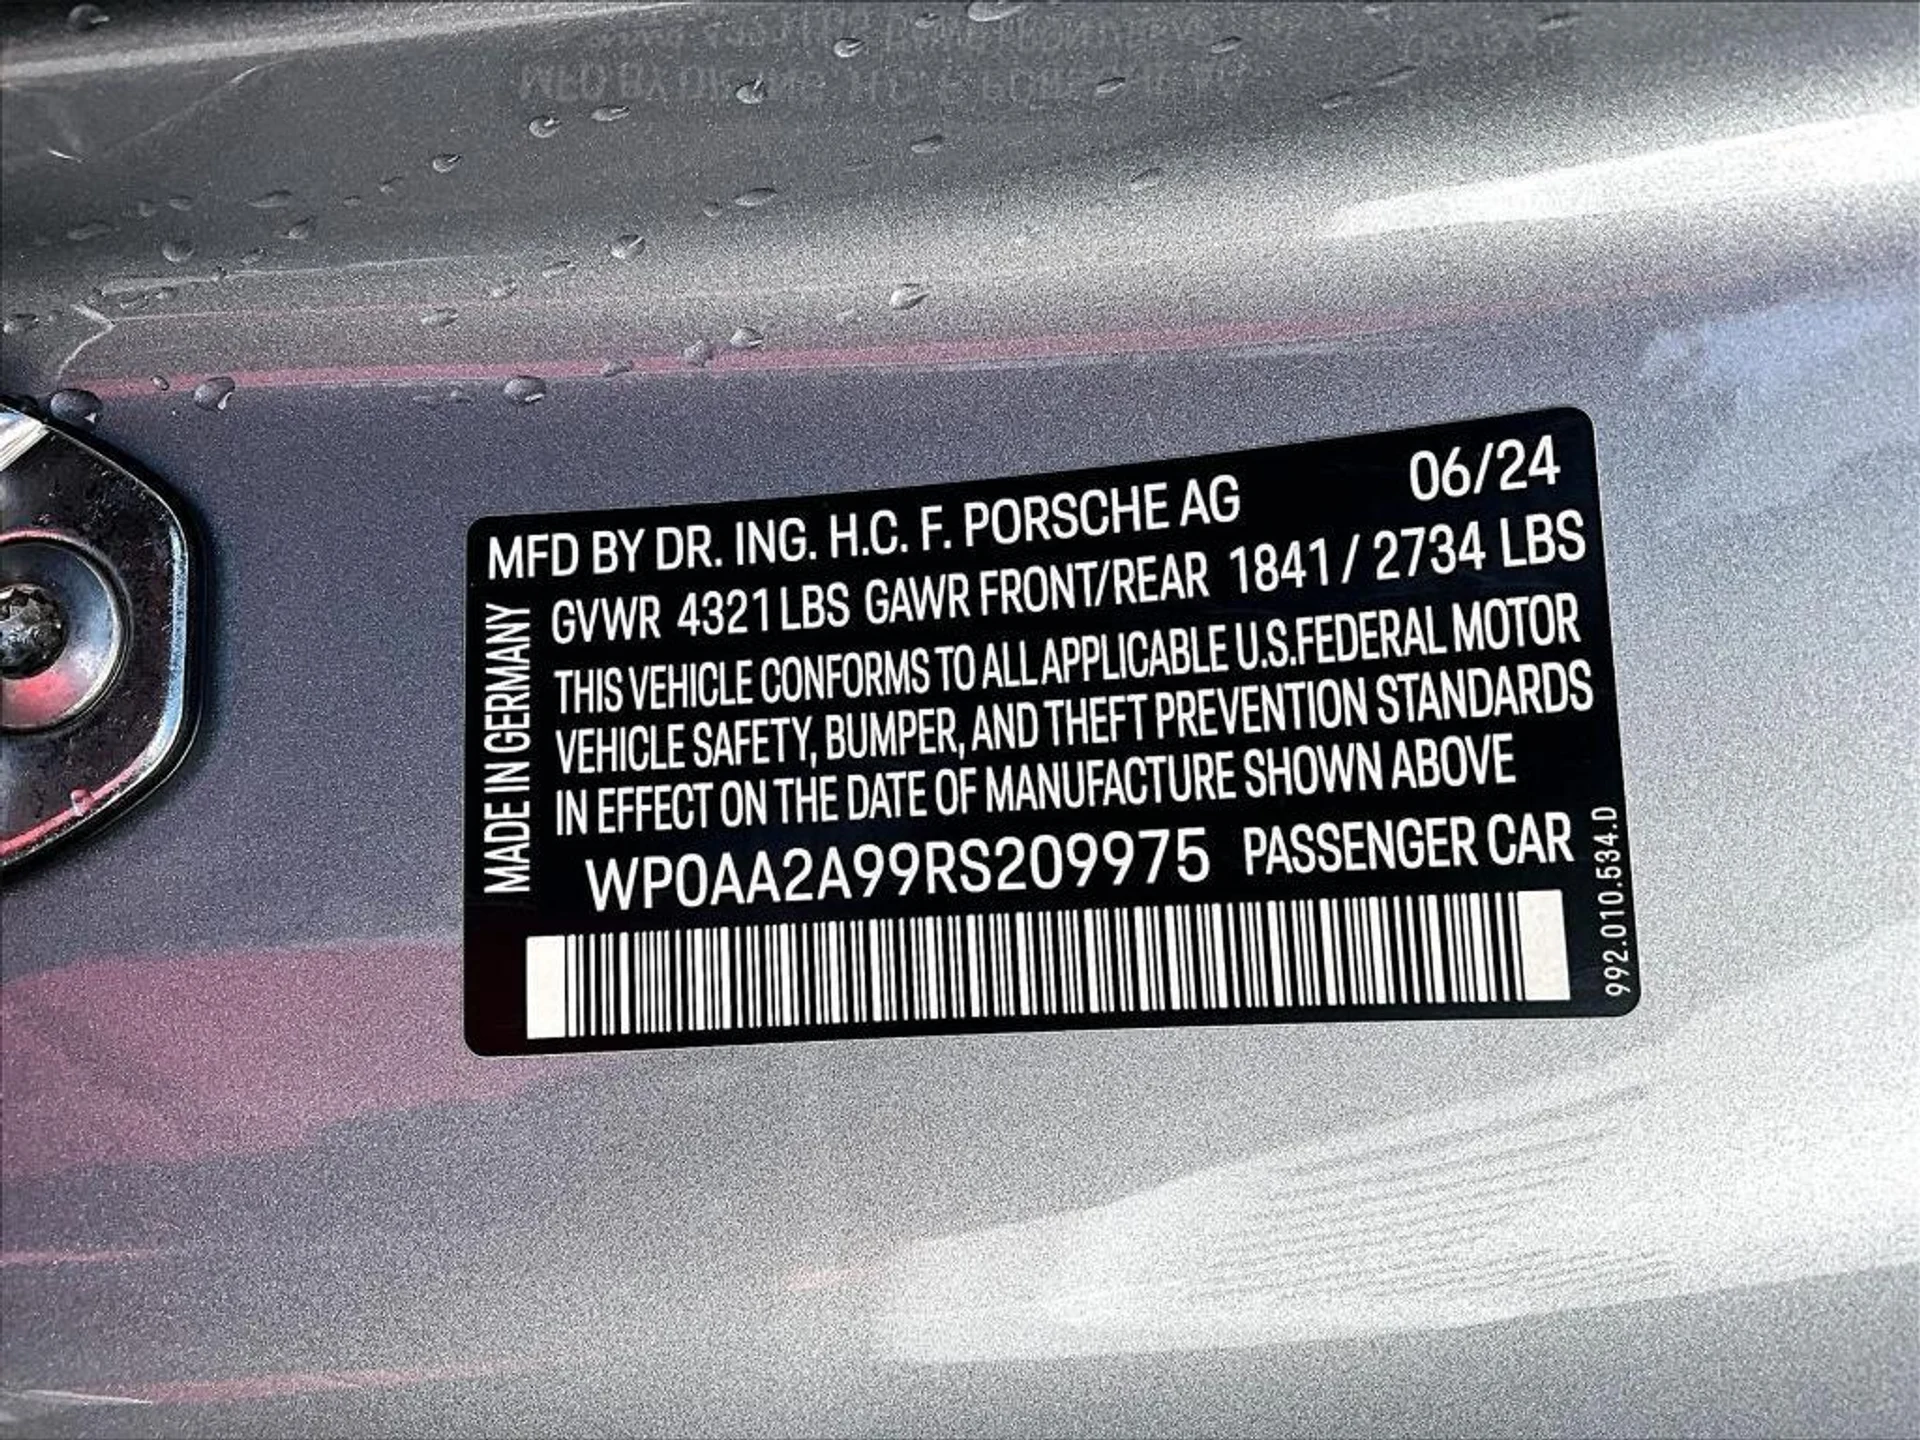 MFD BY DR. ING. H.C. F. PORSCHE AG 06/24
GVWR 4321 LBS GAWR FRONT/REAR 1841 / 2734 LBS
THIS VEHICLE CONFORMS TO ALL APPLICABLE U.S.FEDERAL MOTOR
VEHICLE SAFETY, BUMPER, AND THEFT PREVENTION STANDARDS
IN EFFECT ON THE DATE OF MANUFACTURE SHOWN ABOVE
WP0AA2A99RS209975 PASSENGER CAR
MADE IN GERMANY
992.010.534.D